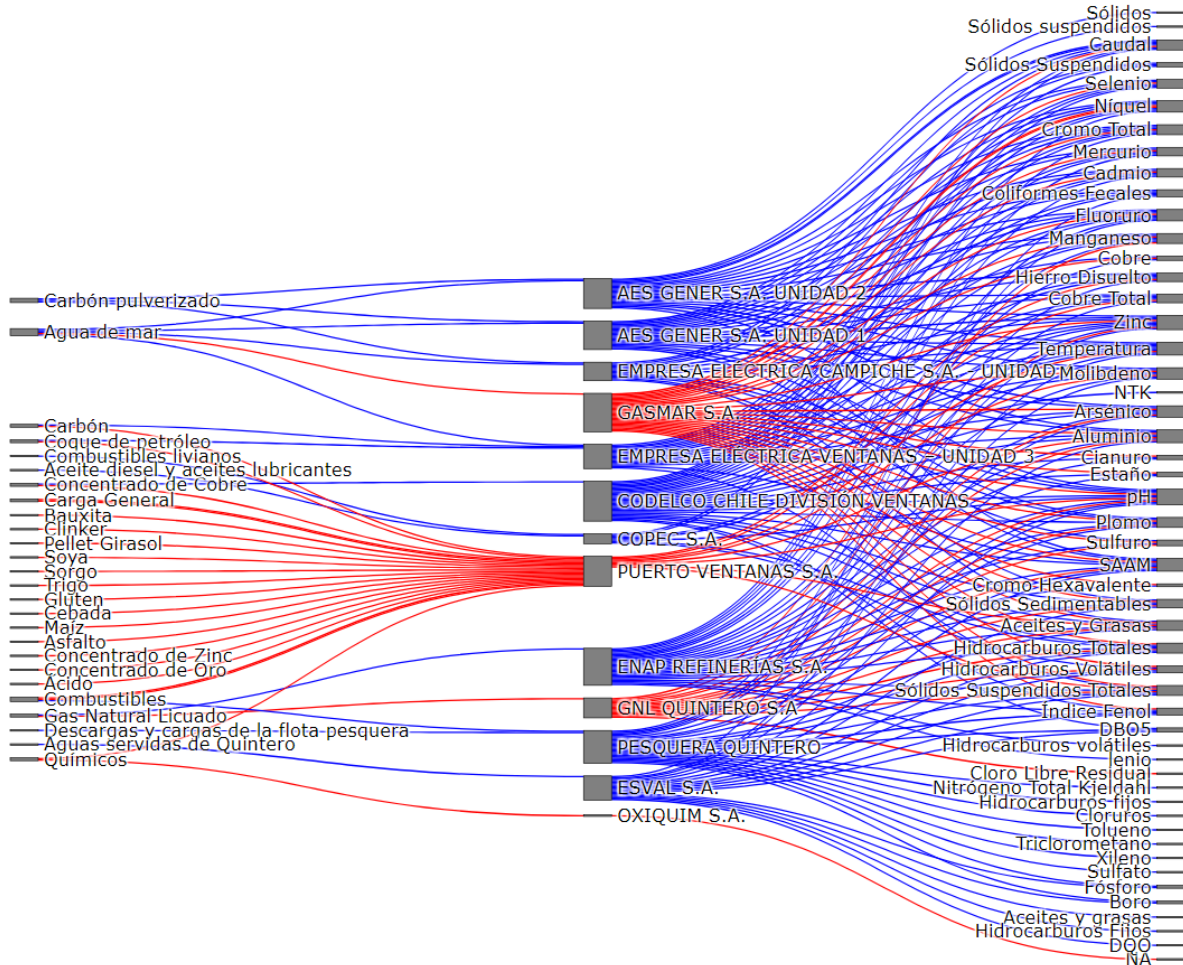 Carbón pulverizado
Agua de mar
Carbón
Coque de petróleo
Combustibles livianos
Aceite diesel y aceites lubricantes
Concentrado de Cobre
Carga General
Bauxita
Clinker
Pellet Girasol
Soya
Sorgo
Trigo
Glúten
Cebada
Maíz
Asfalto
Concentrado de Zinc
Concentrado de Oro
Ácido
Combustibles
Gas Natural Licuado
Descargas y cargas de la flota pesquera
Aguas servidas de Quintero
Químicos
AES GENER S.A. UNIDAD 2
AES GENER S.A. UNIDAD 1
EMPRESA ELÉCTRICA CAMPICHE S.A. – UNIDAD
GASMAR S.A.
EMPRESA ELÉCTRICA VENTANAS – UNIDAD 3
CODELCO CHILE DIVISIÓN VENTANAS
COPEC S.A.
PUERTO VENTANAS S.A.
ENAP REFINERÍAS S.A.
GNL QUINTERO S.A
PESQUERA QUINTERO
ESVAL S.A.
OXIQUIM S.A.
Sólidos
Sólidos suspendidos
Caudal
Sólidos Suspendidos
Selenio
Níquel
Cromo Total
Mercurio
Cadmio
Coliformes Fecales
Fluoruro
Manganeso
Cobre
Hierro Disuelto
Cobre Total
Zinc
Temperatura
Molibdeno
NTK
Arsénico
Aluminio
Cianuro
Estaño
pH
Plomo
Sulfuro
SAAM
Cromo Hexavalente
Sólidos Sedimentables
Aceites y Grasas
Hidrocarburos Totales
Hidrocarburos Volátiles
Sólidos Suspendidos Totales
Índice Fenol
DBO5
Hidrocarburos volátiles
Ienio
Cloro Libre Residual
Nitrógeno Total Kjeldahl
Hidrocarburos fijos
Cloruros
Tolueno
Triclorometano
Xileno
Sulfato
Fósforo
Boro
Aceites y grasas
Hidrocarburos Fijos
DQO
NA